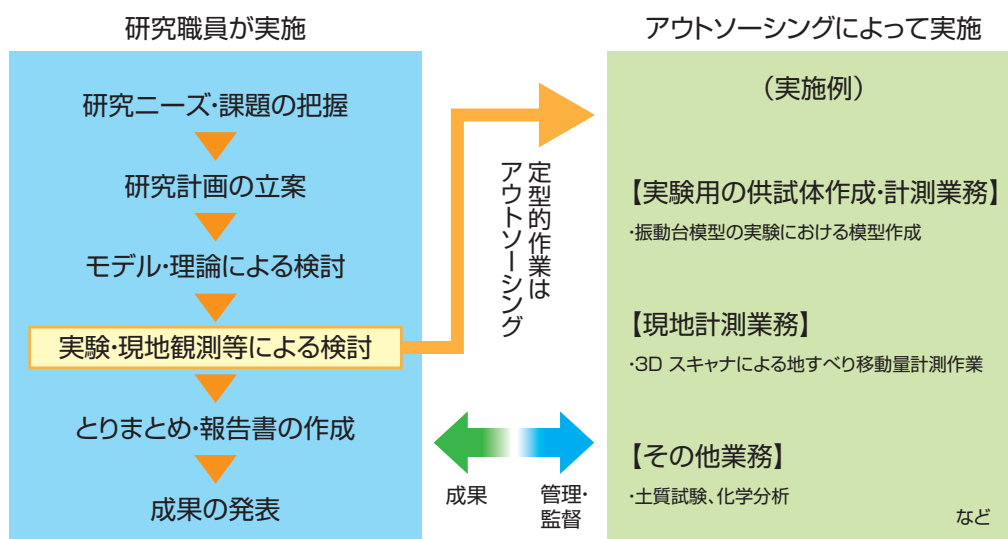 研究職員が実施
研究ニーズ・課題の把握
研究計画の立案
モデル・理論による検討
実験・現地観測等による検討
とりまとめ・報告書の作成
成果の発表
定型的作業は
アウトソーシング
成果
管理・
監督
アウトソーシングによって実施
（実施例）
【実験用の供試体作成・計測業務】
・振動台模型の実験における模型作成
【現地計測業務】
・3D スキャナによる地すべり移動量計測作業
【その他業務】
・土質試験、化学分析
など